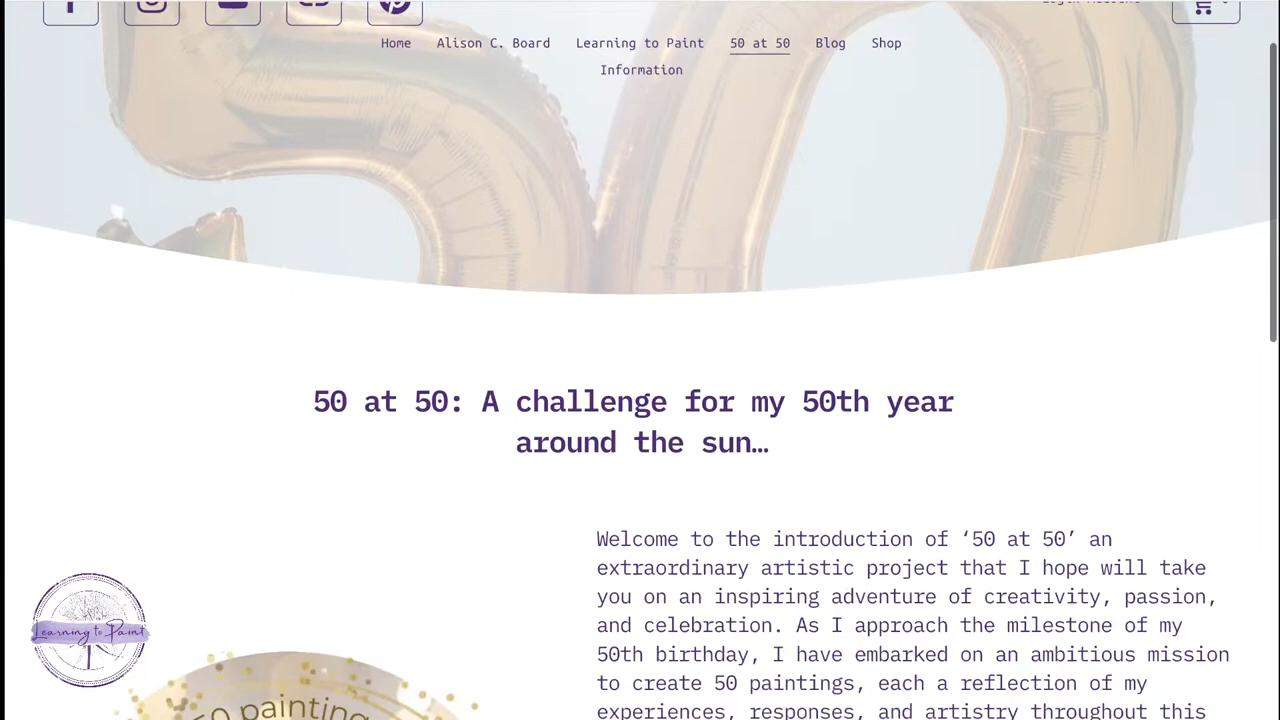 Home Alison C. Board Learning to Paint 50 at 50 Blog Shop
Information
50 at 50: A challenge for my 50th year
around the sun…
Welcome to the introduction of ‘50 at 50’ an
extraordinary artistic project that I hope will take
you on an inspiring adventure of creativity, passion,
and celebration. As I approach the milestone of my
50th birthday, I have embarked on an ambitious mission
to create 50 paintings, each a reflection of my
experiences, responses, and artistry throughout this
Learning to Paint
50 painting